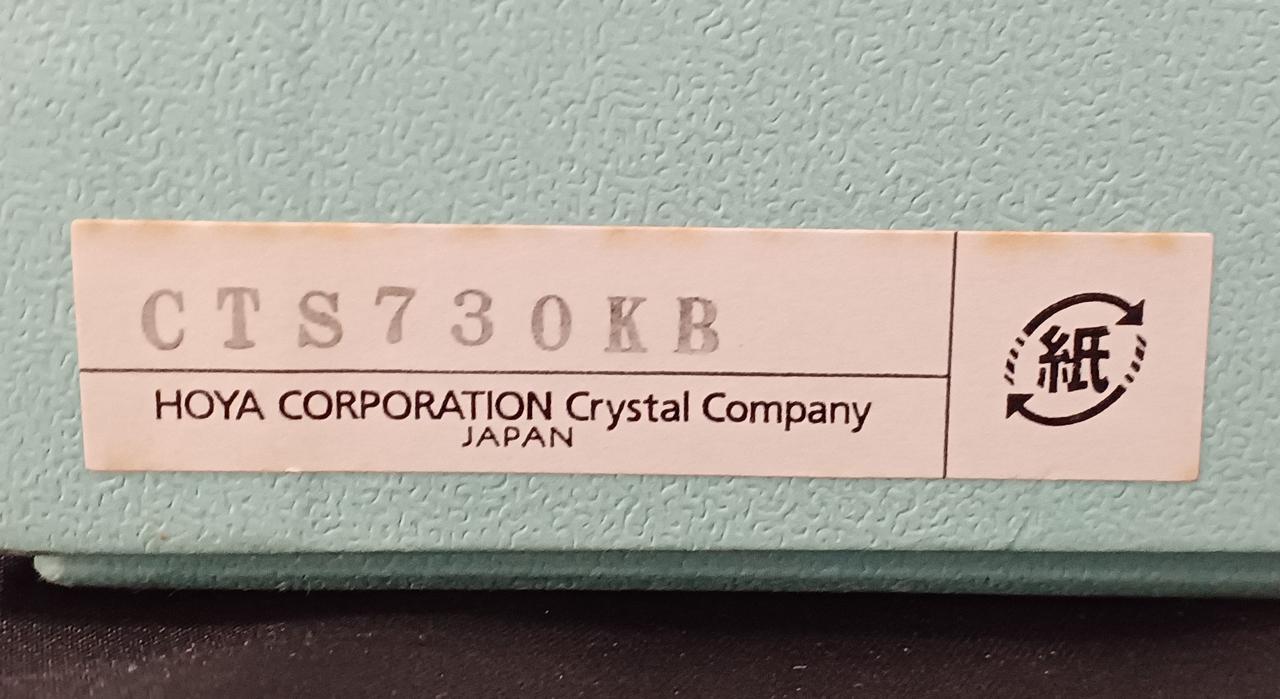 CTS730KB
HOYA CORPORATION Crystal Company
JAPAN
紙